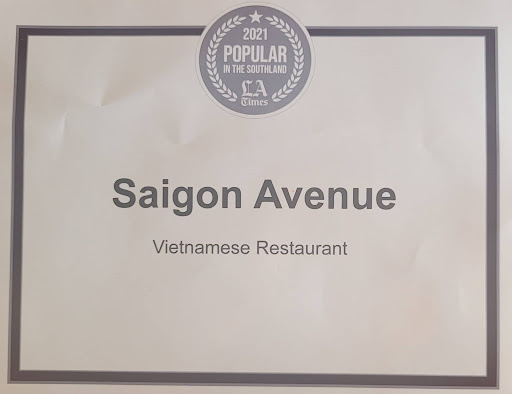 2021
POPULAR
IN THE SOUTHLAND
LA
Times
Saigon Avenue
Vietnamese Restaurant